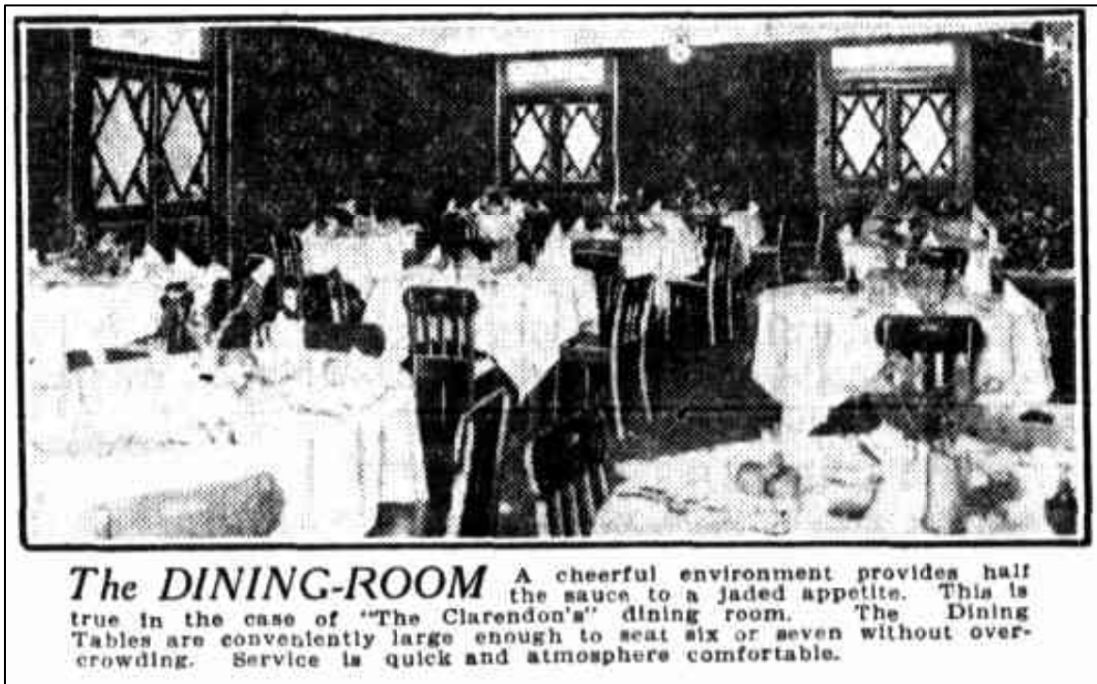 The DINING-ROOM A cheerful environment provides half
the sauce to a jaded appetite. This is
true in the case of "The Clarendon's" dining room. The Dining
Tables are conveniently large enough to seat six or seven without over-
crowding. Service is quick and atmosphere comfortable.